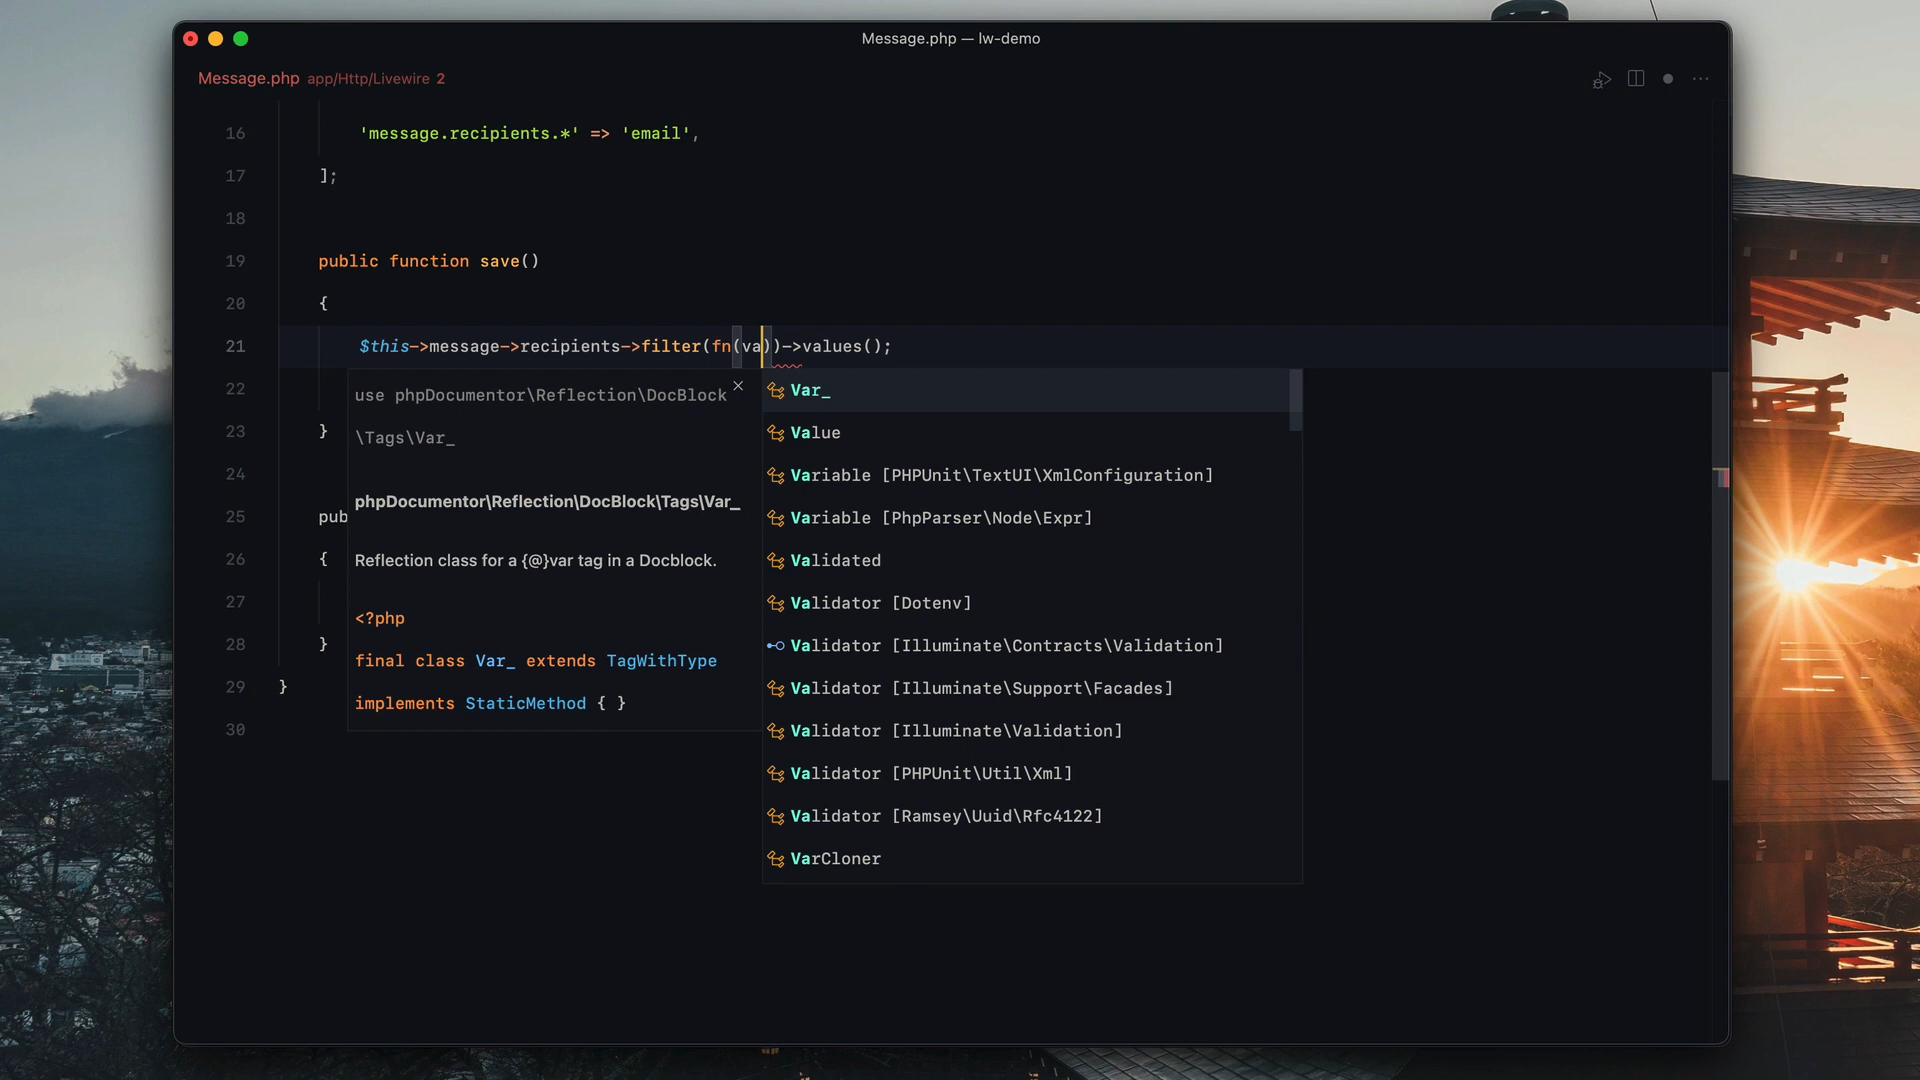 Message.php — lw-demo
Message.php app/Http/Livewire 2
16 'message.recipients.*' => 'email',
17 ];
18
19 public function save()
20 {
21 $this->message->recipients->filter(fn(va))->values();
22
23 }
24
25 pub
26 {
27
28 }
29 }
30
use phpDocumentor\Reflection\DocBlock
\Tags\Var_
phpDocumentor\Reflection\DocBlock\Tags\Var_
Reflection class for a {@}var tag in a Docblock.
<?php
final class Var_ extends TagWithType
implements StaticMethod { }
Var_
Value
Variable [PHPUnit\TextUI\XmlConfiguration]
Variable [PhpParser\Node\Expr]
Validated
Validator [Dotenv]
Validator [Illuminate\Contracts\Validation]
Validator [Illuminate\Support\Facades]
Validator [Illuminate\Validation]
Validator [PHPUnit\Util\Xml]
Validator [Ramsey\Uuid\Rfc4122]
VarCloner